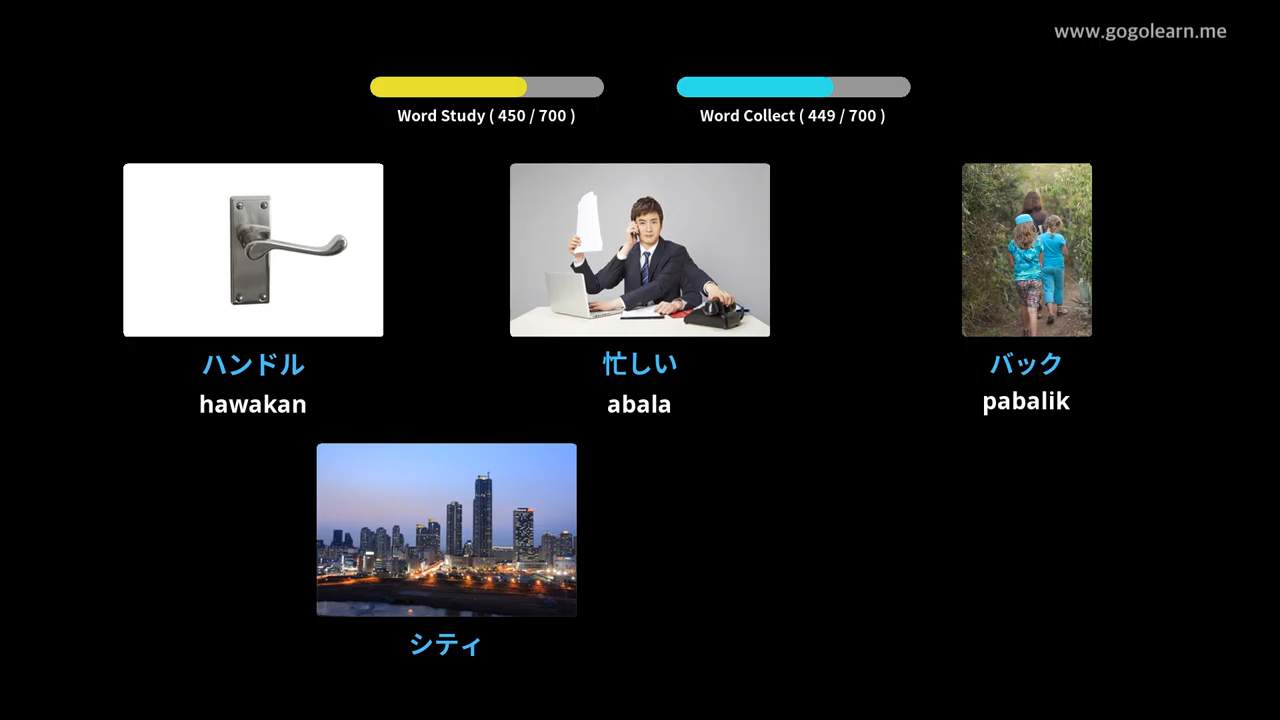 www.gogolearn.me
Word Study ( 450 / 700 )
Word Collect ( 449 / 700 )
ハンドル
hawakan
忙しい
abala
バック
pabalik
シティ